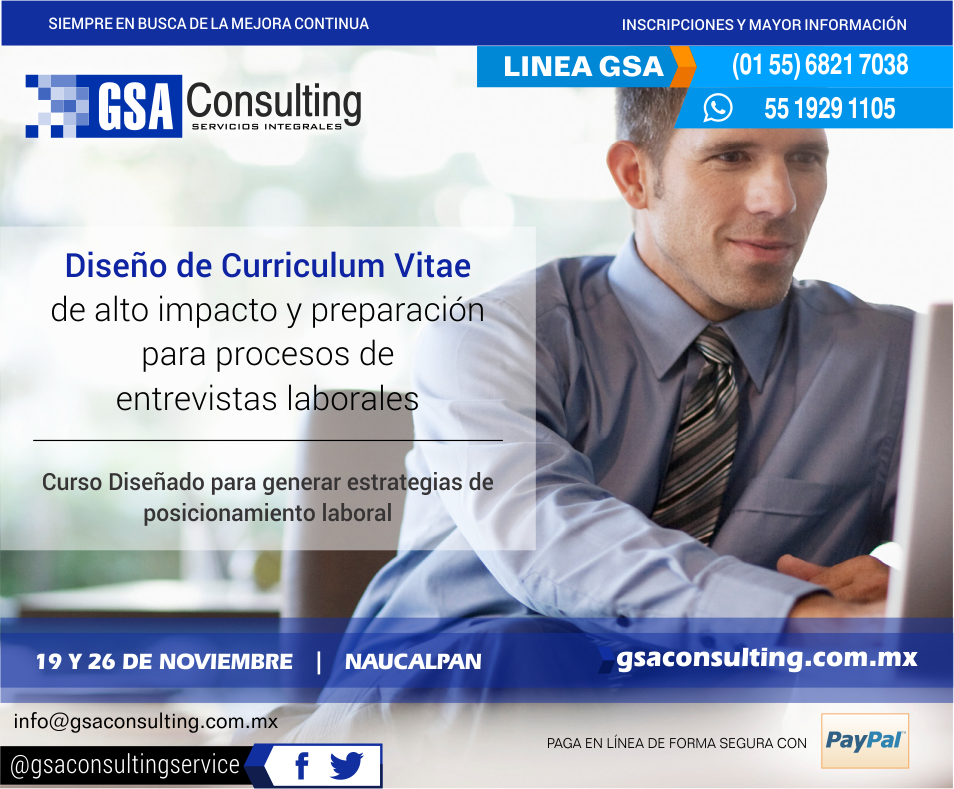 SIEMPRE EN BUSCA DE LA MEJORA CONTINUA
INSCRIPCIONES Y MAYOR INFORMACIÓN
LINEA GSA
(01 55) 6821 7038
55 1929 1105
GSA Consulting
SERVICIOS INTEGRALES
Diseño de Curriculum Vitae
de alto impacto y preparación
para procesos de
entrevistas laborales
Curso Diseñado para generar estrategias de
posicionamiento laboral
19 Y 26 DE NOVIEMBRE | NAUCALPAN
gsaconsulting.com.mx
info@gsaconsulting.com.mx
@gsaconsultingservice
PAGA EN LÍNEA DE FORMA SEGURA CON
PayPal™